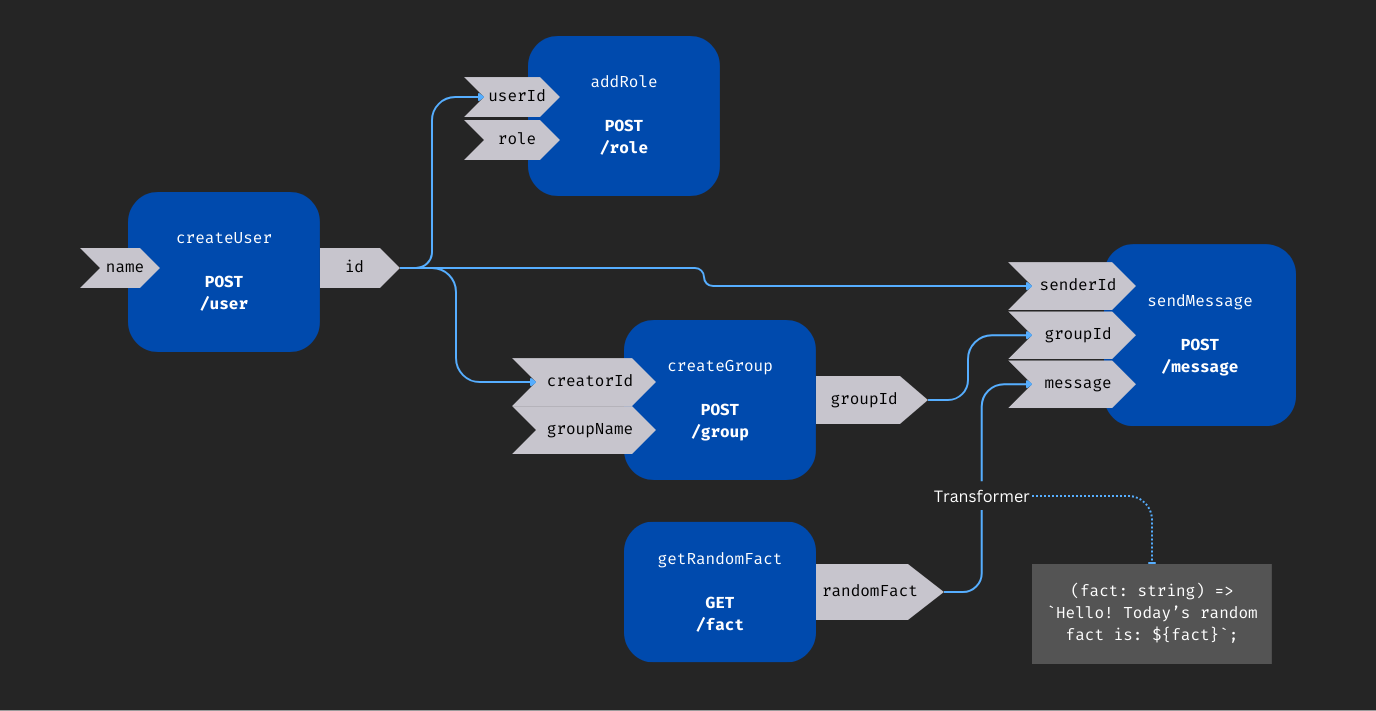 addRole
userId
role
POST
/role
createUser
name
id
POST
/user
senderId
groupId
message
sendMessage
POST
/message
createGroup
creatorId
groupName
POST
/group
groupId
Transformer
getRandomFact
GET
/fact
randomFact
(fact: string) =>
`Hello! Today’s random
fact is: ${fact}`;